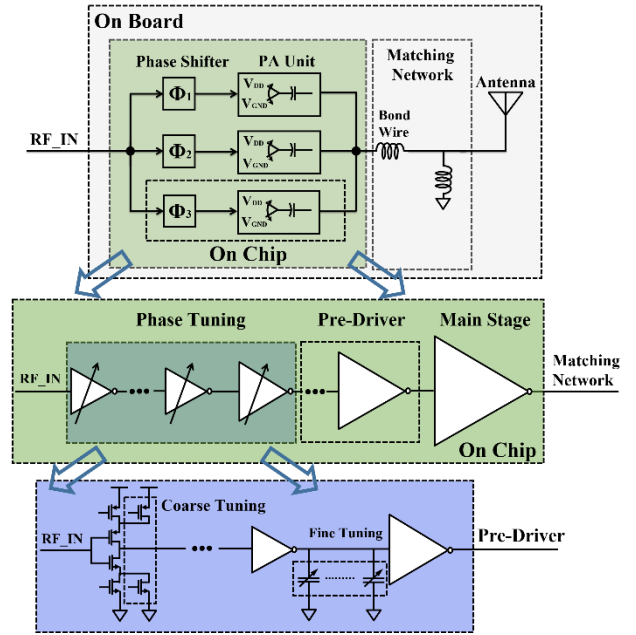 On Board
Phase Shifter
PA Unit
Matching
Network
Antenna
Φ1
VDD
VGND
Bond
Wire
RF_IN
Φ2
VDD
VGND
Φ3
VDD
VGND
On Chip
Phase Tuning
Pre-Driver
Main Stage
RF_IN
Matching
Network
On Chip
Coarse Tuning
RF_IN
Fine Tuning
Pre-Driver